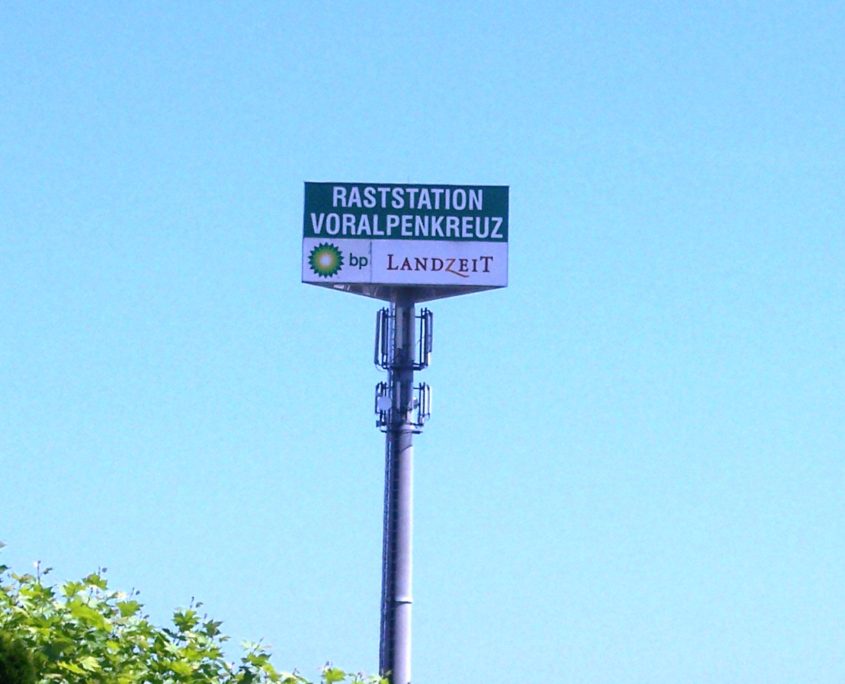 RASTSTATION
VORALPENKREUZ
bp LANDZEIT